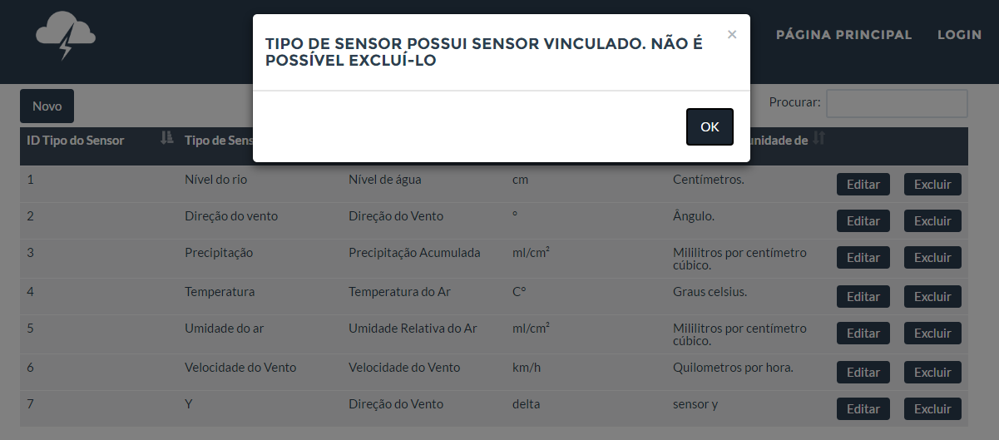 TIPO DE SENSOR POSSUI SENSOR VINCULADO. NÃO É
POSSÍVEL EXCLUÍ-LO
×
PÁGINA PRINCIPAL LOGIN
OK
Novo
Procurar:
ID Tipo do Sensor Tipo de Sens unidade de
1 Nível do rio Nível de água cm Centímetros. Editar Excluir
2 Direção do vento Direção do Vento ° Ângulo. Editar Excluir
3 Precipitação Precipitação Acumulada ml/cm² Mililitros por centímetro Editar Excluir
cúbico.
4 Temperatura Temperatura do Ar C° Graus celsius. Editar Excluir
5 Umidade do ar Umidade Relativa do Ar ml/cm² Mililitros por centímetro Editar Excluir
cúbico.
6 Velocidade do Vento Velocidade do Vento km/h Quilometros por hora. Editar Excluir
7 Y Direção do Vento delta sensor y Editar Excluir